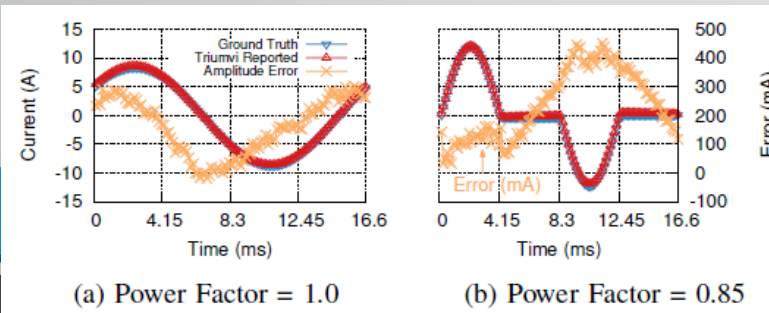 15
10
5
0
-5
-10
-15
Current (A)
Ground Truth
Triumvi Reported
Amplitude Error
0 4.15 8.3 12.45 16.6
Time (ms)
(a) Power Factor = 1.0
Error (mA)
0 4.15 8.3 12.45 16.6
Time (ms)
500
400
300
200
100
0
-100
Error (mA)
(b) Power Factor = 0.85